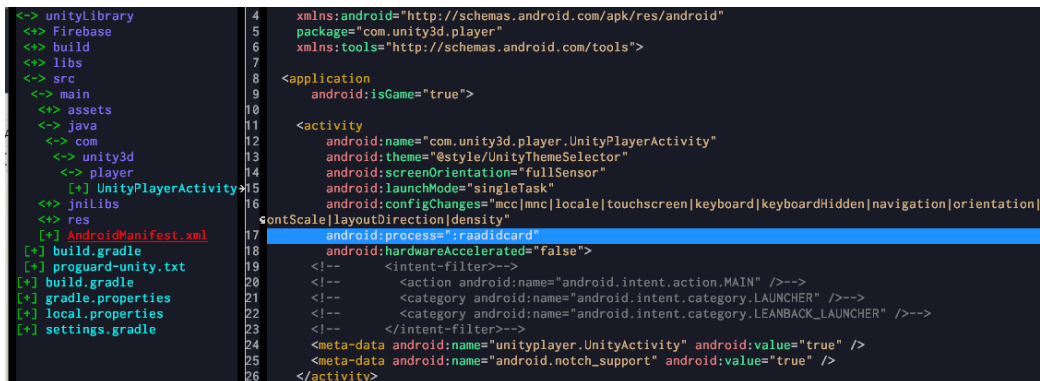 <-> unityLibrary
<+> Firebase
<+> build
<+> libs
<-> src
<-> main
<+> assets
<-> java
<-> com
<-> unity3d
<-> player
[+] UnityPlayerActivity
<+> jniLibs
<+> res
[+] AndroidManifest.xml
[+] build.gradle
[+] proguard-unity.txt
[+] build.gradle
[+] gradle.properties
[+] local.properties
[+] settings.gradle
4 xmlns:android="http://schemas.android.com/apk/res/android"
5 package="com.unity3d.player"
6 xmlns:tools="http://schemas.android.com/tools">
7
8 <application
9 android:isGame="true">
10
11 <activity
12 android:name="com.unity3d.player.UnityPlayerActivity"
13 android:theme="@style/UnityThemeSelector"
14 android:screenOrientation="fullSensor"
15 android:launchMode="singleTask"
16 android:configChanges="mcc|mnc|locale|touchscreen|keyboard|keyboardHidden|navigation|orientation|
ontScale|layoutDirection|density"
17 android:process=":raadidcard"
18 android:hardwareAccelerated="false">
19 <!-- <intent-filter>-->
20 <!-- <action android:name="android.intent.action.MAIN" />-->
21 <!-- <category android:name="android.intent.category.LAUNCHER" />-->
22 <!-- <category android:name="android.intent.category.LEANBACK_LAUNCHER" />-->
23 <!-- </intent-filter>-->
24 <meta-data android:name="unityplayer.UnityActivity" android:value="true" />
25 <meta-data android:name="android.notch_support" android:value="true" />
26 </activity>